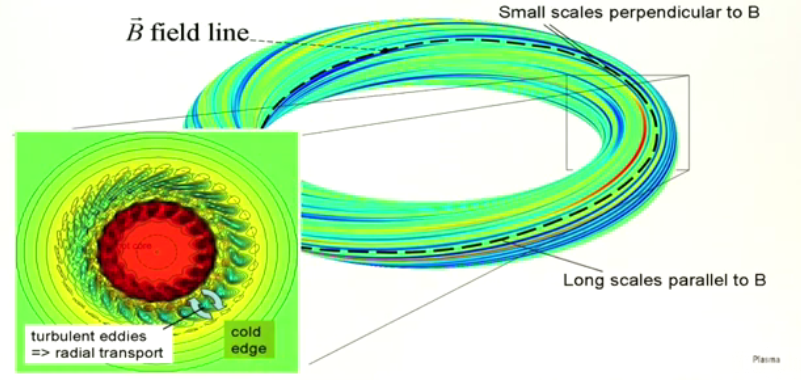 Small scales perpendicular to B
B⃗ field line
hot core
Long scales parallel to B
turbulent eddies
=> radial transport
cold
edge
Plasma